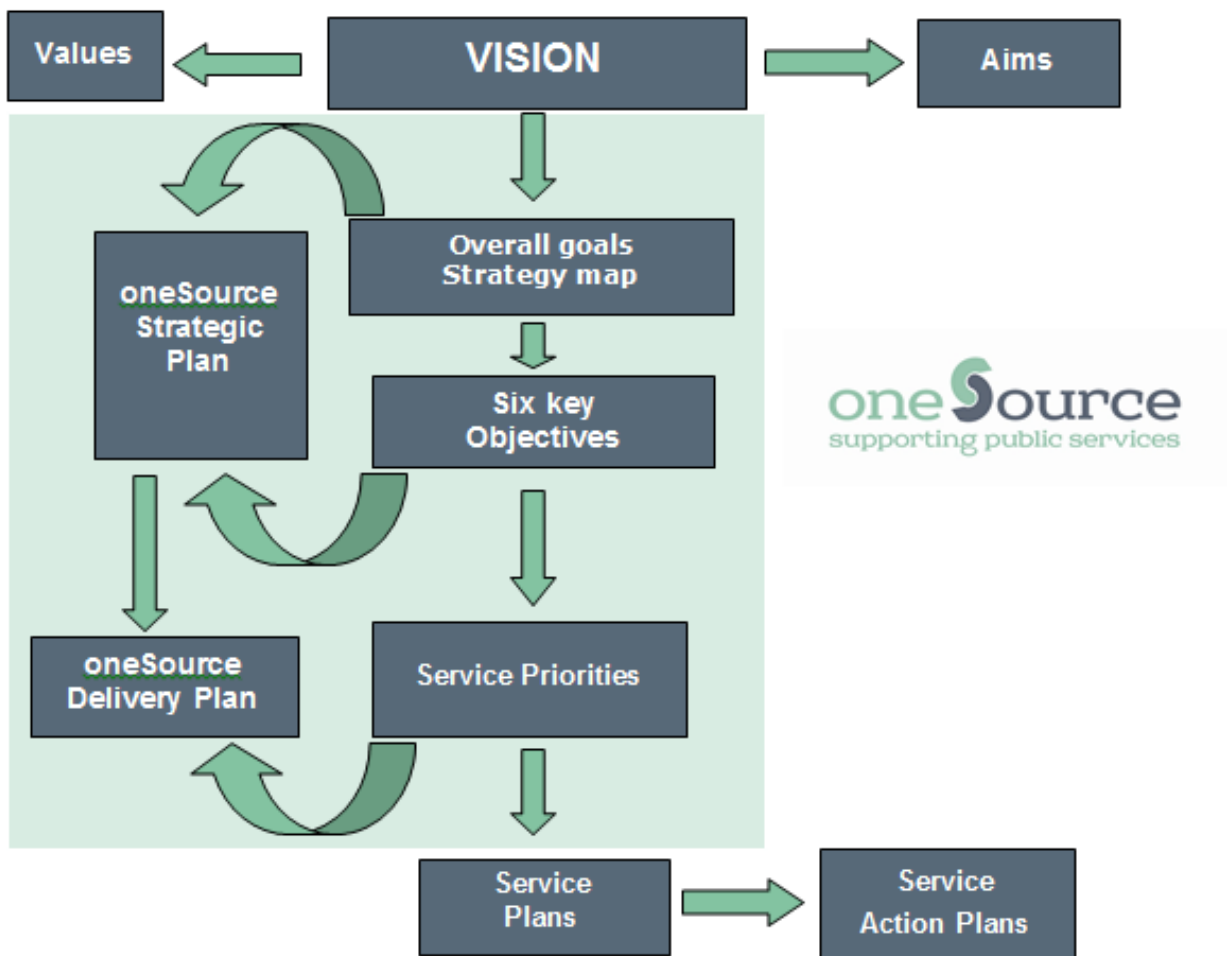 Values
VISION
Aims
Overall goals
Strategy map
oneSource
Strategic
Plan
Six key
Objectives
oneSource
supporting public services
oneSource
Delivery Plan
Service Priorities
Service
Plans
Service
Action Plans